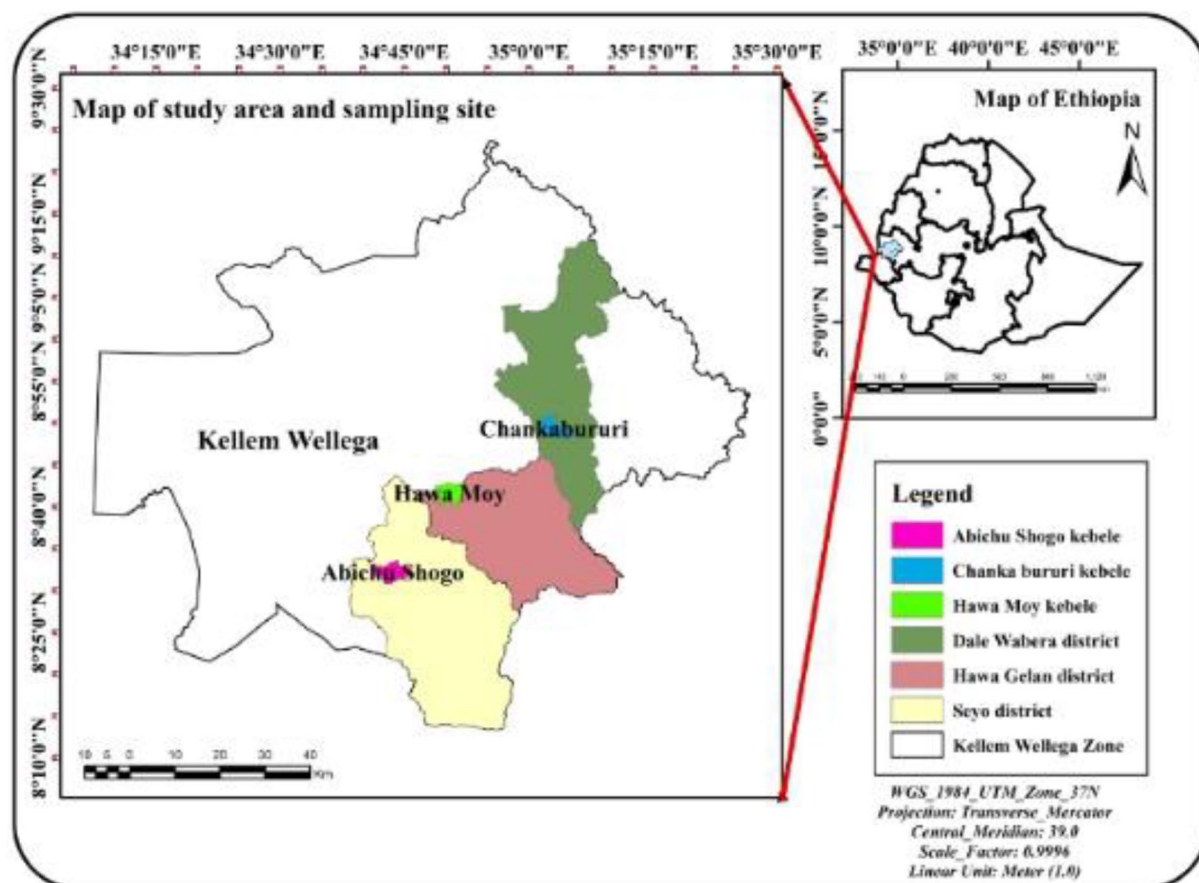 34°15'0"E 34°30'0"E 34°45'0"E 35°0'0"E 35°15'0"E 35°30'0"E
35°0'0"E 40°0'0"E 45°0'0"E
Map of study area and sampling site
Map of Ethiopia
N
9°30'0"N
9°15'0"N
9°5'0"N
8°55'0"N
8°40'0"N
8°25'0"N
8°10'0"N
15°0'0"N
10°0'0"N
5°0'0"N
0°0'0"
Chankabururi
Kellem Wellega
Hawa Moy
Abichu Shogo
10 5 0 10 20 30 40
Km
Legend
Abichu Shogo kebele
Chanka bururi kebele
Hawa Moy kebele
Dale Wabera district
Hawa Gelan district
Seyo district
Kellem Wellega Zone
WGS_1984_UTM_Zone_37N
Projection: Transverse_Mercator
Central_Meridian: 39.0
Scale_Factor: 0.9996
Linear Unit: Meter (1.0)